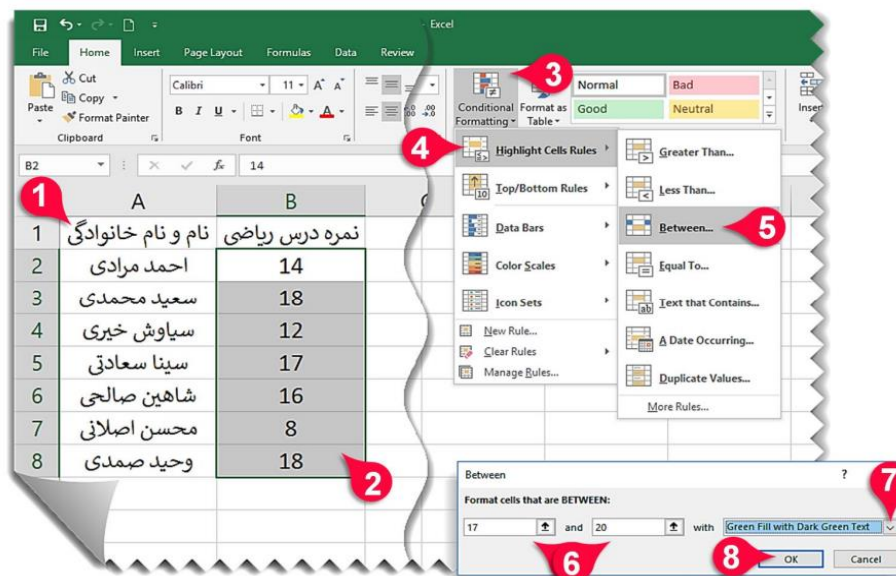 Excel
File Home Insert Page Layout Formulas Data Review
Cut
Copy
Format Painter
Paste
Clipboard
Calibri 11
B I U
Font
Conditional Formatting
Format as Table
Normal Bad
Good Neutral
3
4
B2 fx 14
1
A B
1 نام و نام خانوادگی نمره درس ریاضی
2 احمد مرادی 14
3 سعید محمدی 18
4 سیاوش خیری 12
5 سینا سعادتی 17
6 شاهین صالحی 16
7 محسن اصلانی 8
8 وحید صمدی 18
2
Highlight Cells Rules
Top/Bottom Rules
Data Bars
Color Scales
Icon Sets
New Rule...
Clear Rules
Manage Rules...
Greater Than...
Less Than...
Between...
5
Equal To...
Text that Contains...
A Date Occurring...
Duplicate Values...
More Rules...
Between ?
7
Format cells that are BETWEEN:
17 and 20 with Green Fill with Dark Green Text
6
8
OK Cancel